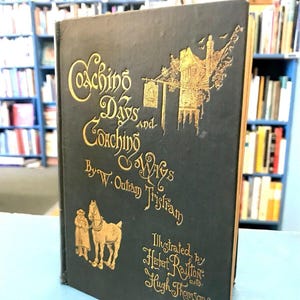 Coaching
Days
and
Coaching
Ways
By W. Outram
Tristram
Illustrated by
Herbert Railton
and
Hugh Thomson